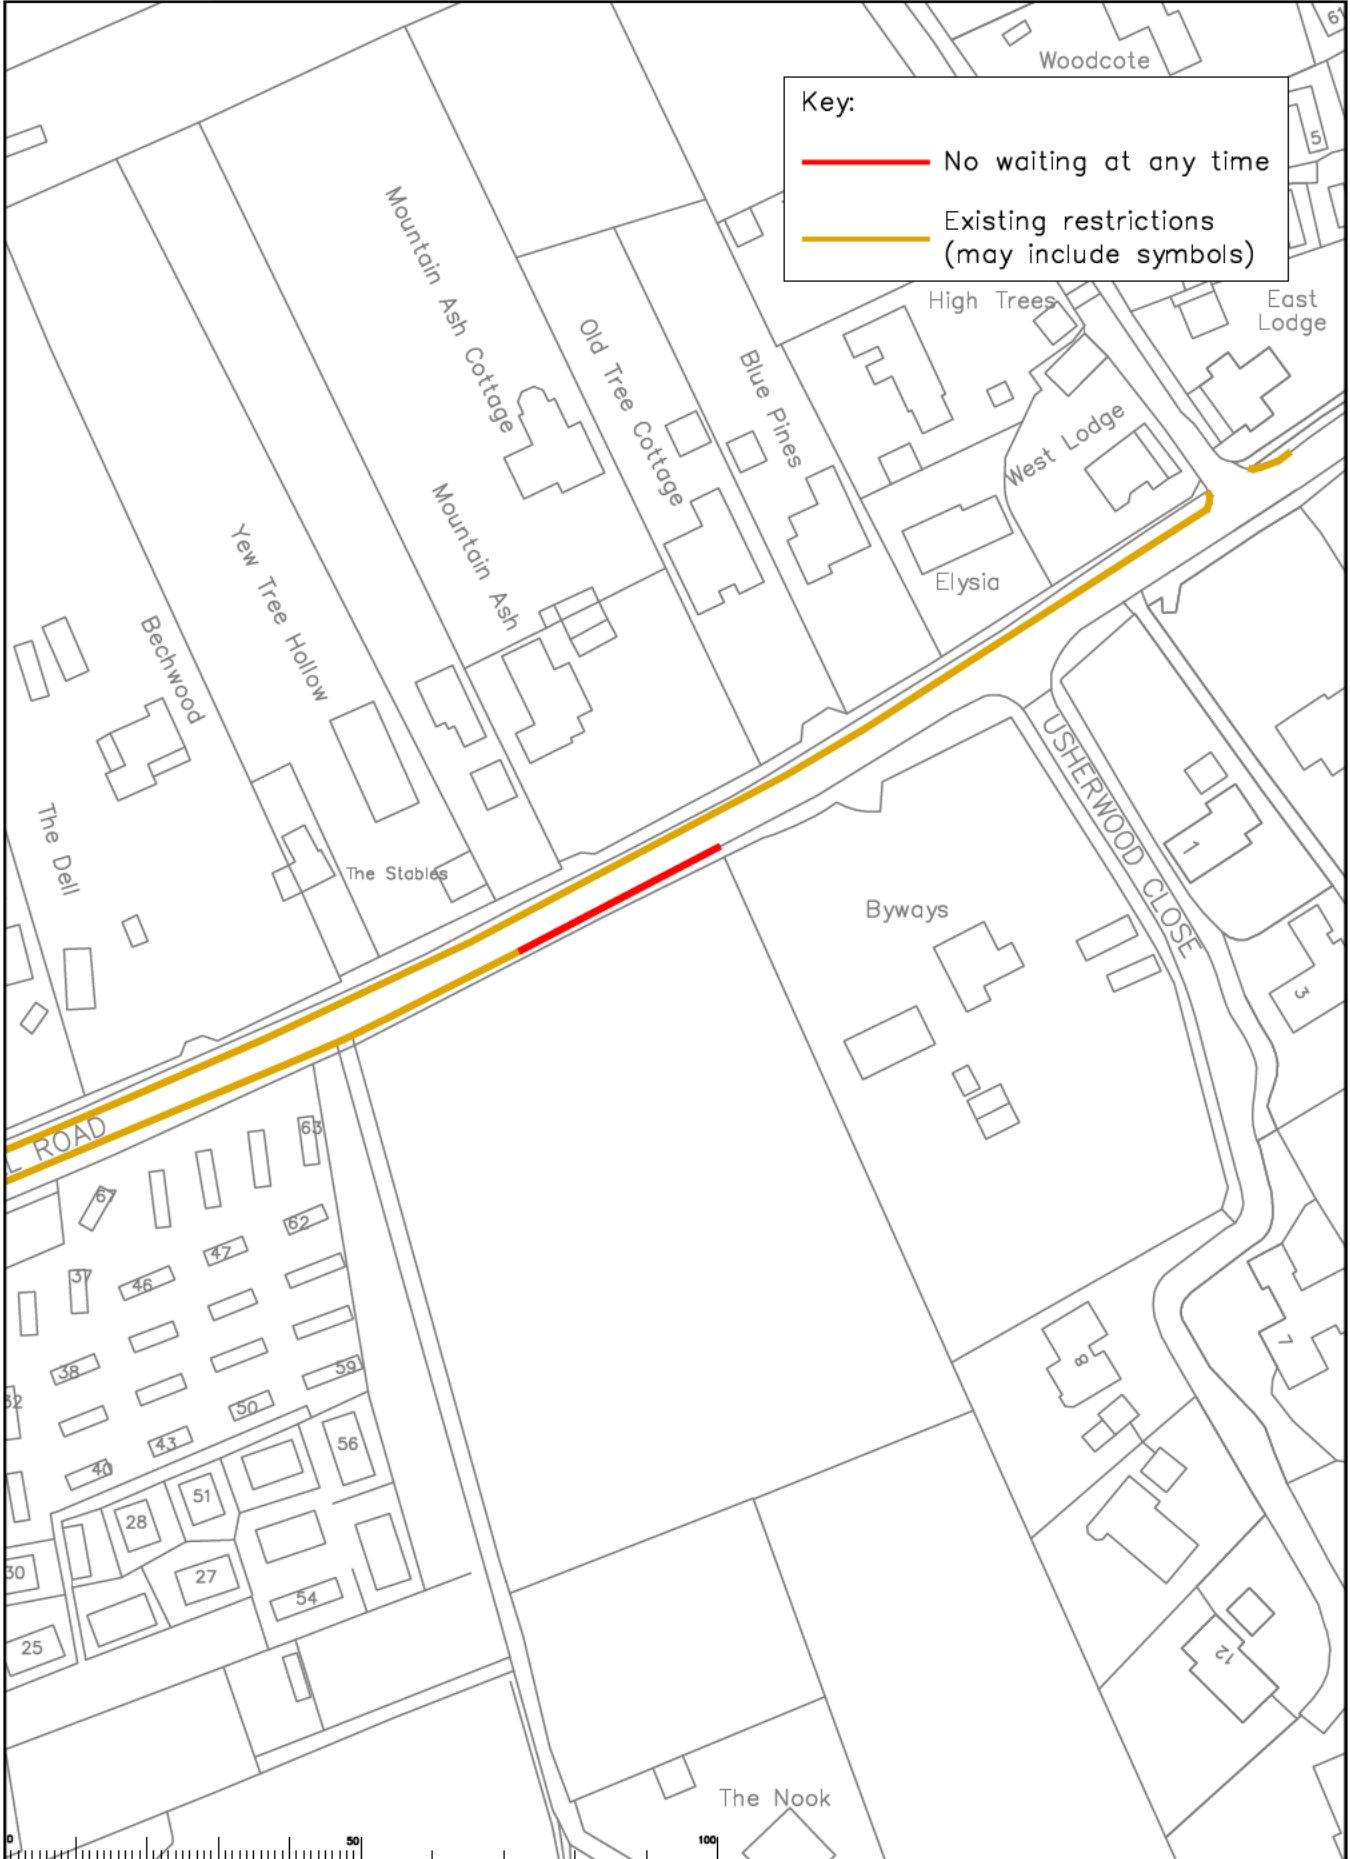 61
Woodcote
Key:
No waiting at any time
Existing restrictions
(may include symbols)
5
High Trees
East
Lodge
Mountain Ash Cottage
Old Tree Cottage
Blue Pines
West Lodge
Elysia
Mountain Ash
Yew Tree Hollow
Bechwood
The Dell
The Stables
USHERWOOD CLOSE
1
3
Byways
L ROAD
63
67
62
47
37
46
38
59
32
50
43
40
56
51
28
30
27
54
25
7
8
12
The Nook
0
50
100